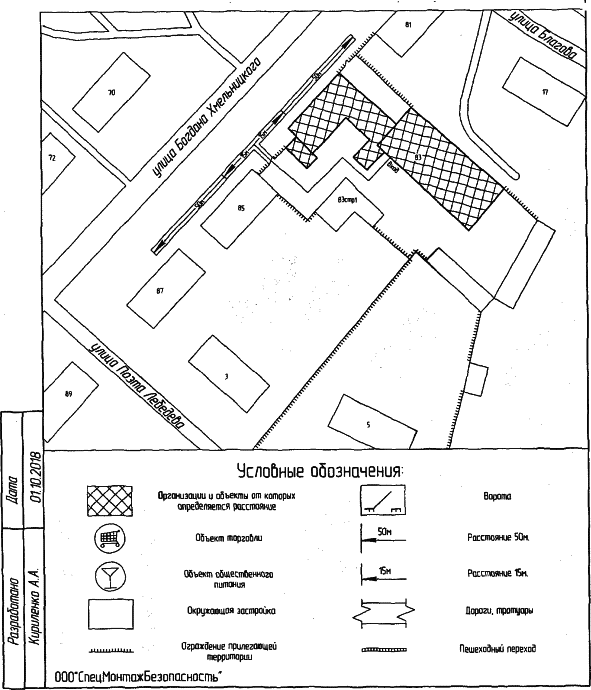 81
улица Благова
17
70
улица Богдана Хмельницкого
50м
15м
15м
50м
72
83
Вход
85
83стр1
87
улица Поэта Лебедева
3
89
5
Условные обозначения:
Организации и объекты от которых
определяется расстояние
Ворота
Объект торговли
50м
Расстояние 50м.
Объект общественного
питания
15м
Расстояние 15м.
Окружающая застройка
Дороги, тротуары
Ограждение прилегающей
территории
Пешеходный переход
ООО"СпецМонтажБезопасность"
Дата
01.10.2018
Разработано
Кириленко А.А.